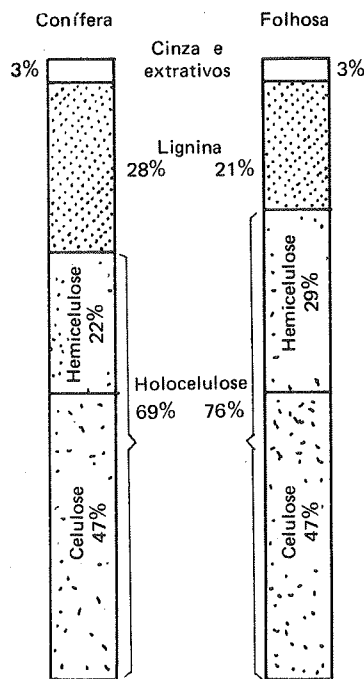 Conífera Folhosa
Cinza e
3% extrativos 3%
Lignina
28% 21%
Hemicelulose
22%
Hemicelulose
29%
Holocelulose
69% 76%
Celulose
47%
Celulose
47%